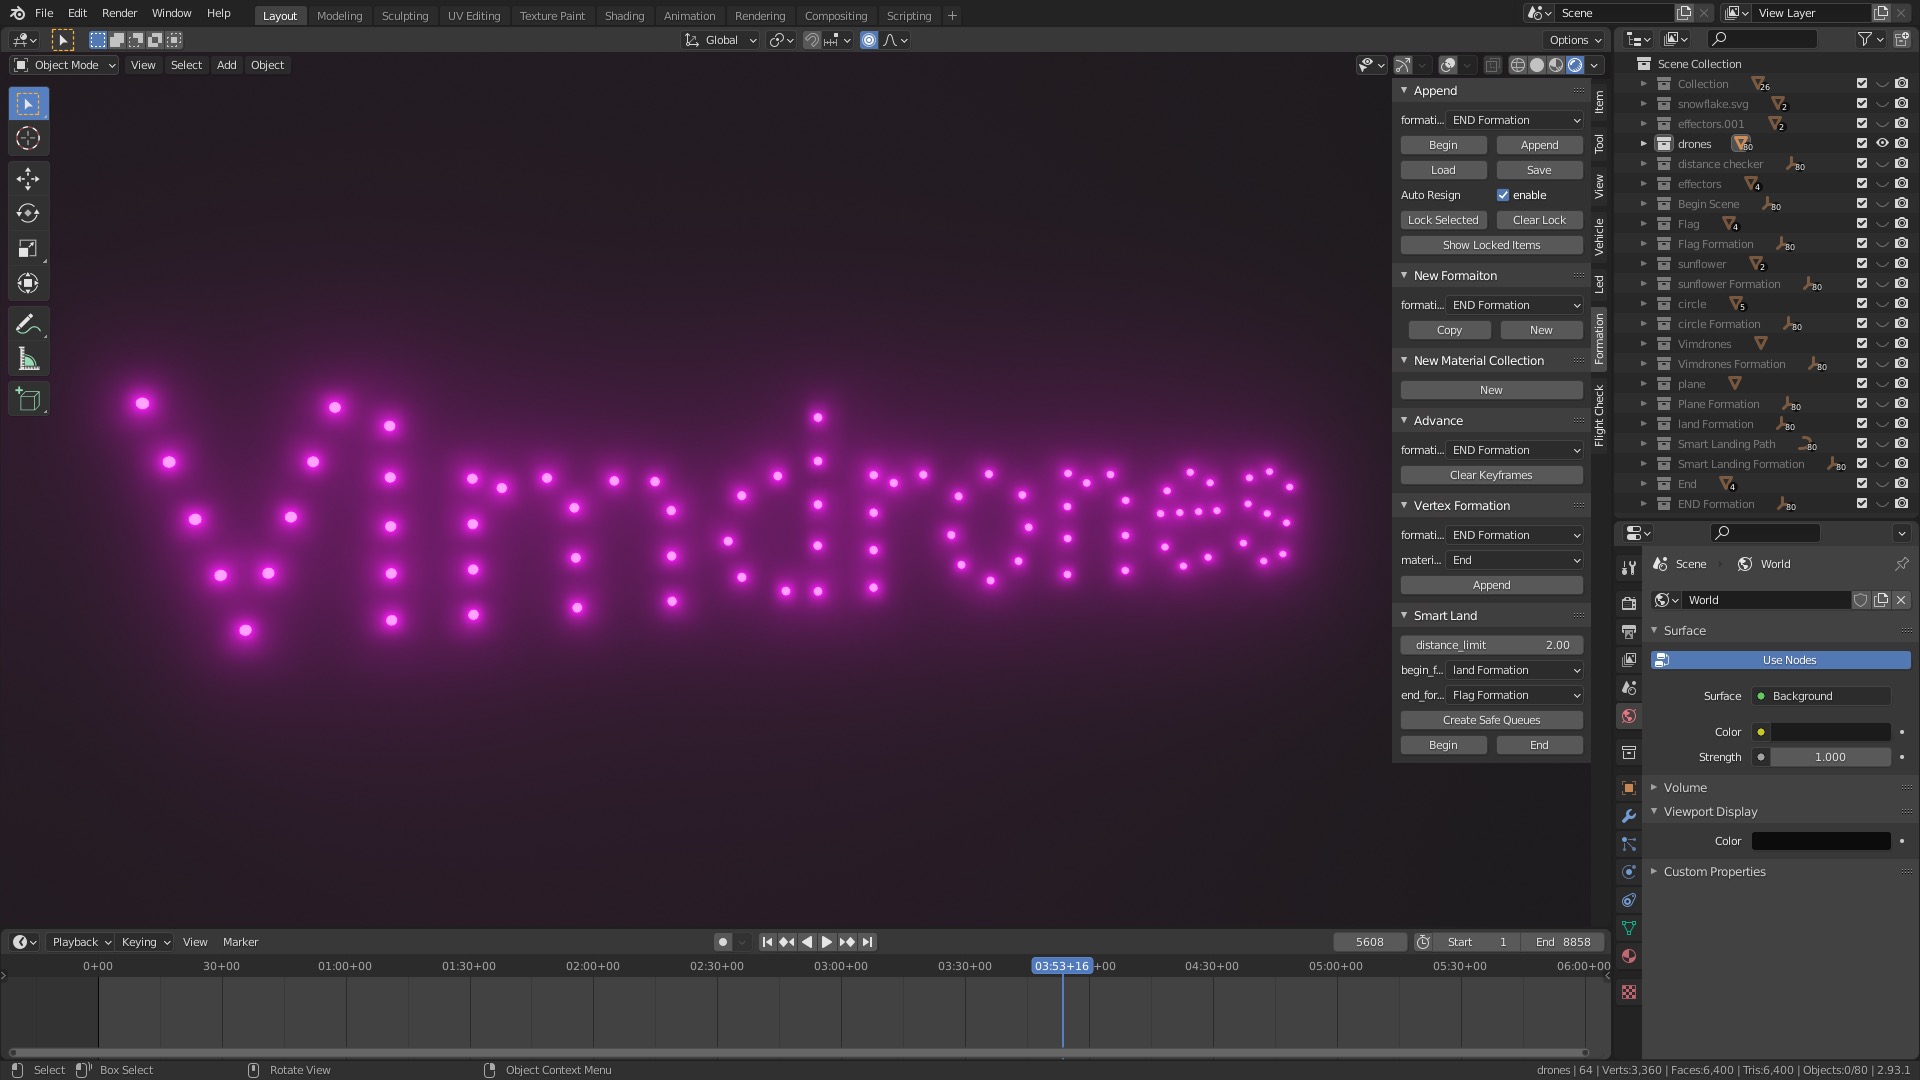 File Edit Render Window Help
Layout Modeling Sculpting UV Editing Texture Paint Shading Animation Rendering Compositing Scripting +
Scene
View Layer
Global
Options
Object Mode View Select Add Object
Vimdrones
Append
formati... END Formation
Begin Append
Load Save
Auto Resign enable
Lock Selected Clear Lock
Show Locked Items
New Formaiton
formati... END Formation
Copy New
New Material Collection
New
Advance
formati... END Formation
Clear Keyframes
Vertex Formation
formati... END Formation
materi... End
Append
Smart Land
distance_limit 2.00
begin_f... land Formation
end_for... Flag Formation
Create Safe Queues
Begin End
Item
Tool
View
Vehicle
Led
Formation
Flight Check
Scene Collection
Collection 26
snowflake.svg 2
effectors.001 2
drones 80
distance checker 80
effectors 4
Begin Scene 80
Flag 4
Flag Formation 80
sunflower 2
sunflower Formation 80
circle 5
circle Formation 80
Vimdrones
Vimdrones Formation 80
plane
Plane Formation 80
land Formation 80
Smart Landing Path 80
Smart Landing Formation 80
End 4
END Formation 80
Scene World
World
Surface
Use Nodes
Surface Background
Color
Strength 1.000
Volume
Viewport Display
Color
Custom Properties
Playback Keying View Marker
5608 Start 1 End 8858
0+00 30+00 01:00+00 01:30+00 02:00+00 02:30+00 03:00+00 03:30+00 03:53+16 +00 04:30+00 05:00+00 05:30+00 06:00+00
Select Box Select Rotate View Object Context Menu
drones | 64 | Verts:3,360 | Faces:6,400 | Tris:6,400 | Objects:0/80 | 2.93.1